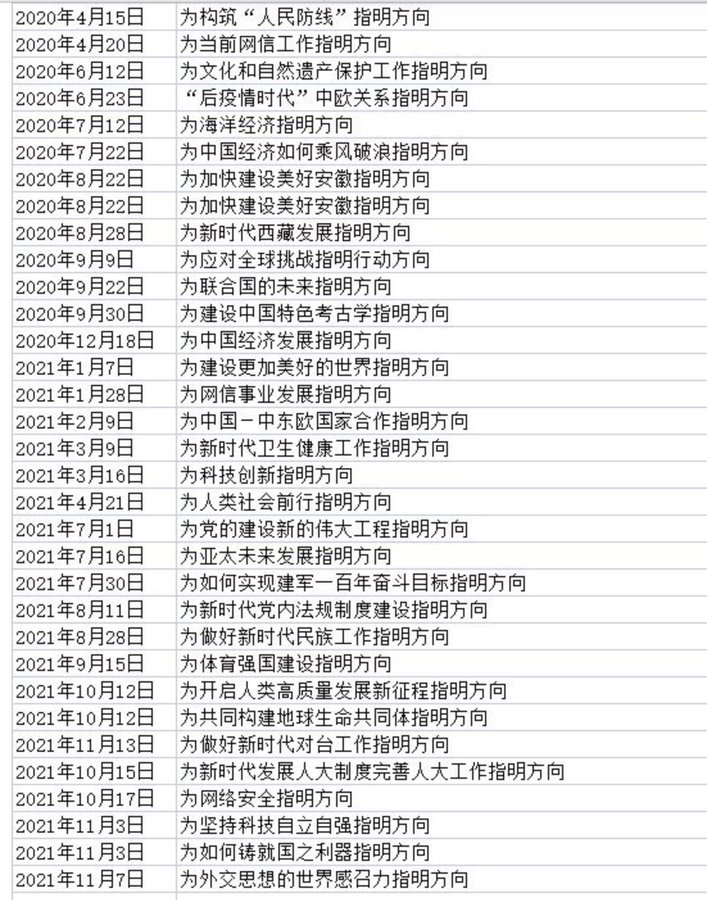 2020年4月15日 为构筑“人民防线”指明方向
2020年4月20日 为当前网信工作指明方向
2020年6月12日 为文化和自然遗产保护工作指明方向
2020年6月23日 “后疫情时代”中欧关系指明方向
2020年7月12日 为海洋经济指明方向
2020年7月22日 为中国经济如何乘风破浪指明方向
2020年8月22日 为加快建设美好安徽指明方向
2020年8月22日 为加快建设美好安徽指明方向
2020年8月28日 为新时代西藏发展指明方向
2020年9月9日 为应对全球挑战指明行动方向
2020年9月22日 为联合国的未来指明方向
2020年9月30日 为建设中国特色考古学指明方向
2020年12月18日 为中国经济发展指明方向
2021年1月7日 为建设更加美好的世界指明方向
2021年1月28日 为网信事业发展指明方向
2021年2月9日 为中国－中东欧国家合作指明方向
2021年3月9日 为新时代卫生健康工作指明方向
2021年3月16日 为科技创新指明方向
2021年4月21日 为人类社会前行指明方向
2021年7月1日 为党的建设新的伟大工程指明方向
2021年7月16日 为亚太未来发展指明方向
2021年7月30日 为如何实现建军一百年奋斗目标指明方向
2021年8月11日 为新时代党内法规制度建设指明方向
2021年8月28日 为做好新时代民族工作指明方向
2021年9月15日 为体育强国建设指明方向
2021年10月12日 为开启人类高质量发展新征程指明方向
2021年10月12日 为共同构建地球生命共同体指明方向
2021年11月13日 为做好新时代对台工作指明方向
2021年10月15日 为新时代发展人大制度完善人大工作指明方向
2021年10月17日 为网络安全指明方向
2021年11月3日 为坚持科技自立自强指明方向
2021年11月3日 为如何铸就国之利器指明方向
2021年11月7日 为外交思想的世界感召力指明方向